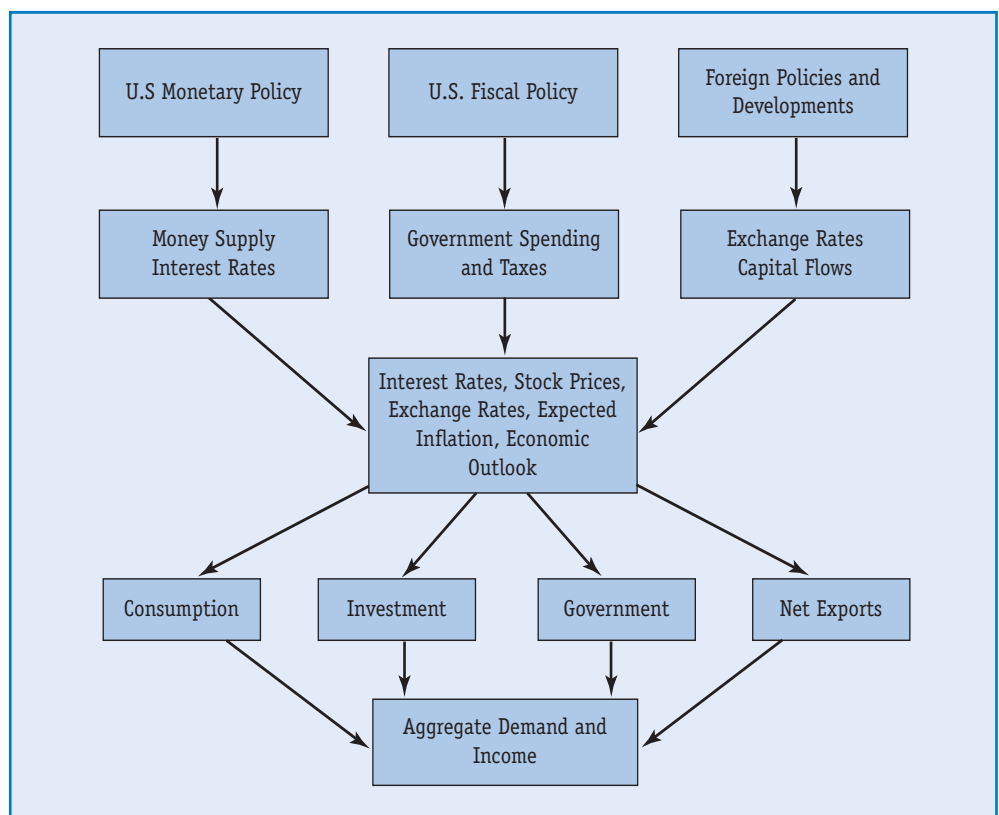 U.S Monetary Policy
U.S. Fiscal Policy
Foreign Policies and
Developments
Money Supply
Interest Rates
Government Spending
and Taxes
Exchange Rates
Capital Flows
Interest Rates, Stock Prices,
Exchange Rates, Expected
Inflation, Economic
Outlook
Consumption
Investment
Government
Net Exports
Aggregate Demand and
Income